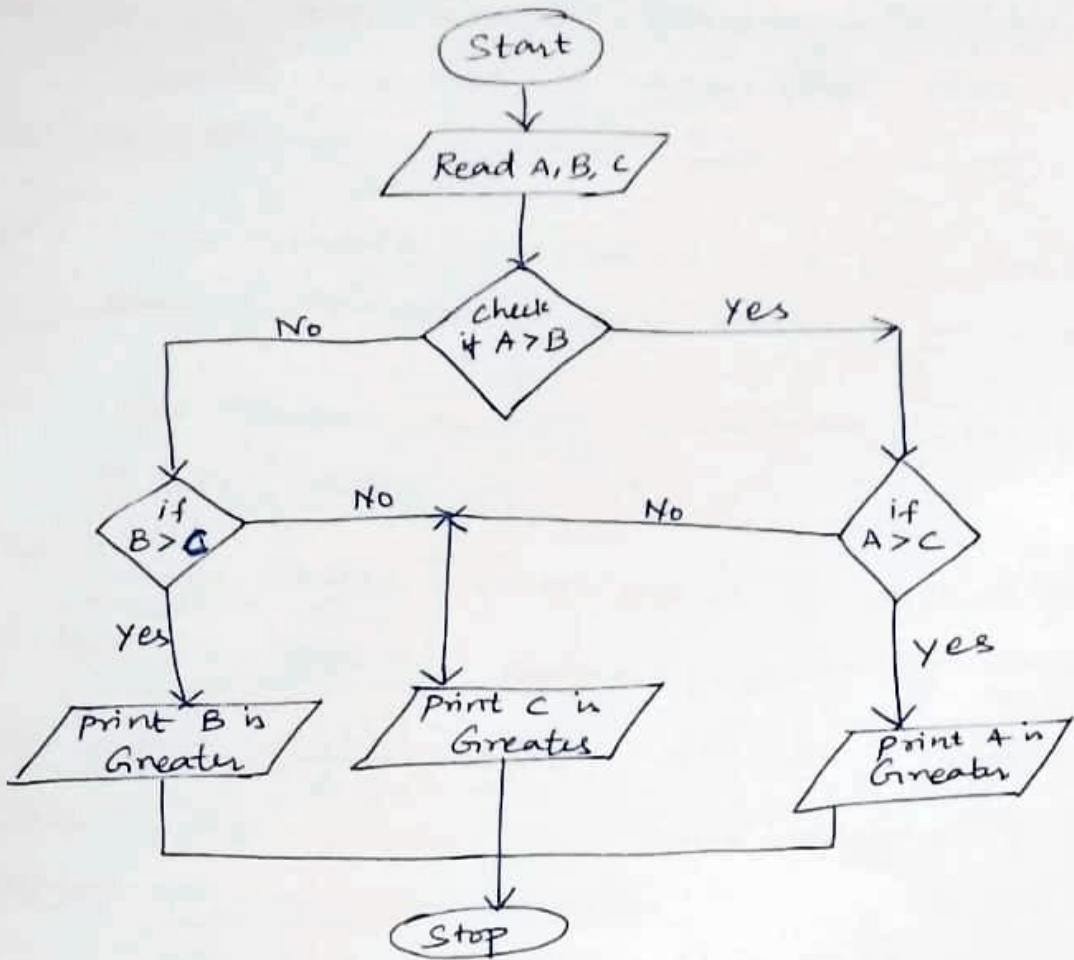 Start
Read A, B, C
Check
if A > B
No
Yes
if
B > C
No
No
if
A > C
Yes
Yes
Print B is
Greater
Print C is
Greater
Print A is
Greater
Stop